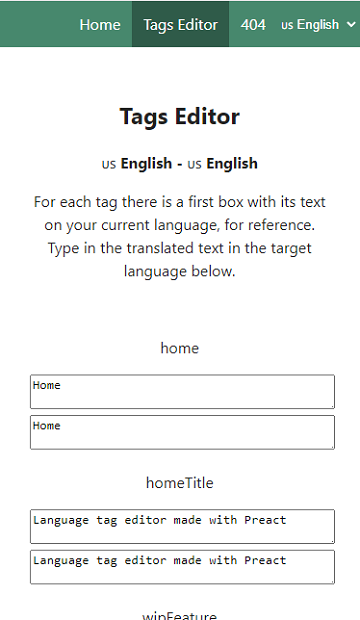 Home Tags Editor 404 us English
Tags Editor
us English - us English
For each tag there is a first box with its text
on your current language, for reference.
Type in the translated text in the target
language below.
home
Home
Home
homeTitle
Language tag editor made with Preact
Language tag editor made with Preact
wipFeature